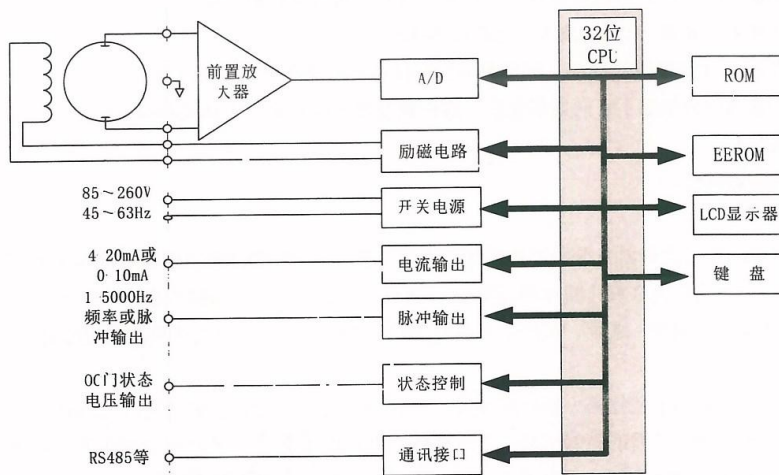 32位
CPU
前置放
大器
A/D
ROM
励磁电路
EEROM
85～260V
45～63Hz
开关电源
LCD显示器
4 20mA或
0 10mA
电流输出
键 盘
1 5000Hz
频率或脉
冲输出
脉冲输出
OC门状态
电压输出
状态控制
RS485等
通讯接口